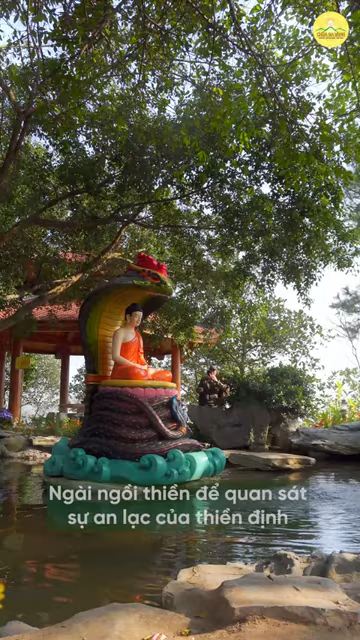 Ngài ngồi thiền để quan sát
sự an lạc của thiền định